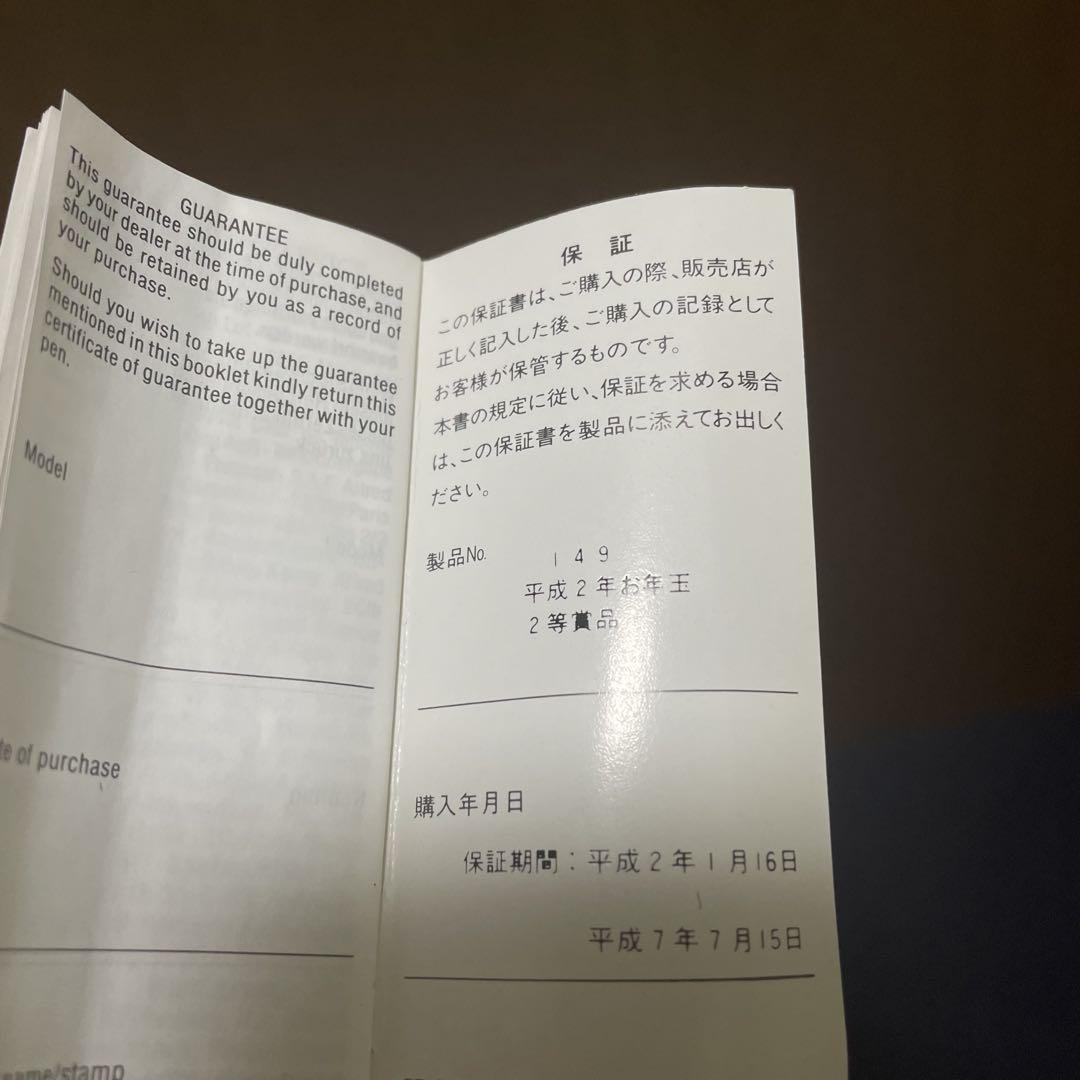 GUARANTEE
This guarantee should be duly completed
by your dealer at the time of purchase, and
should be retained by you as a record of
your purchase.
Should you wish to take up the guarantee
mentioned in this booklet kindly return this
certificate of guarantee together with your
pen.
Model
te of purchase
name/stamp
保 証
この保証書は、ご購入の際、販売店が
正しく記入した後、ご購入の記録として
お客様が保管するものです。
本書の規定に従い、保証を求める場合
は、この保証書を製品に添えてお出しく
ださい。
製品No. 149
平成2年お年玉
2等賞品
購入年月日
保証期間:平成2年1月16日
~
平成7年7月15日